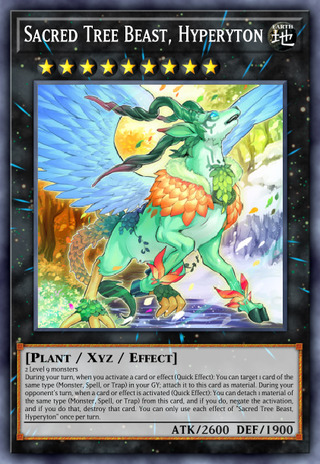 Sacred Tree Beast, Hyperyton
EARTH
地
[Plant / Xyz / Effect]
2 Level 9 monsters
During your turn, when you activate a card or effect (Quick Effect): You can target 1 card of the
same type (Monster, Spell, or Trap) in your GY; attach it to this card as material. During your
opponent's turn, when a card or effect is activated (Quick Effect): You can detach 1 material of
the same type (Monster, Spell, or Trap) from this card, and if you do, negate the activation,
and if you do that, destroy that card. You can only use each effect of "Sacred Tree Beast,
Hyperyton" once per turn.
ATK/2600 DEF/1900